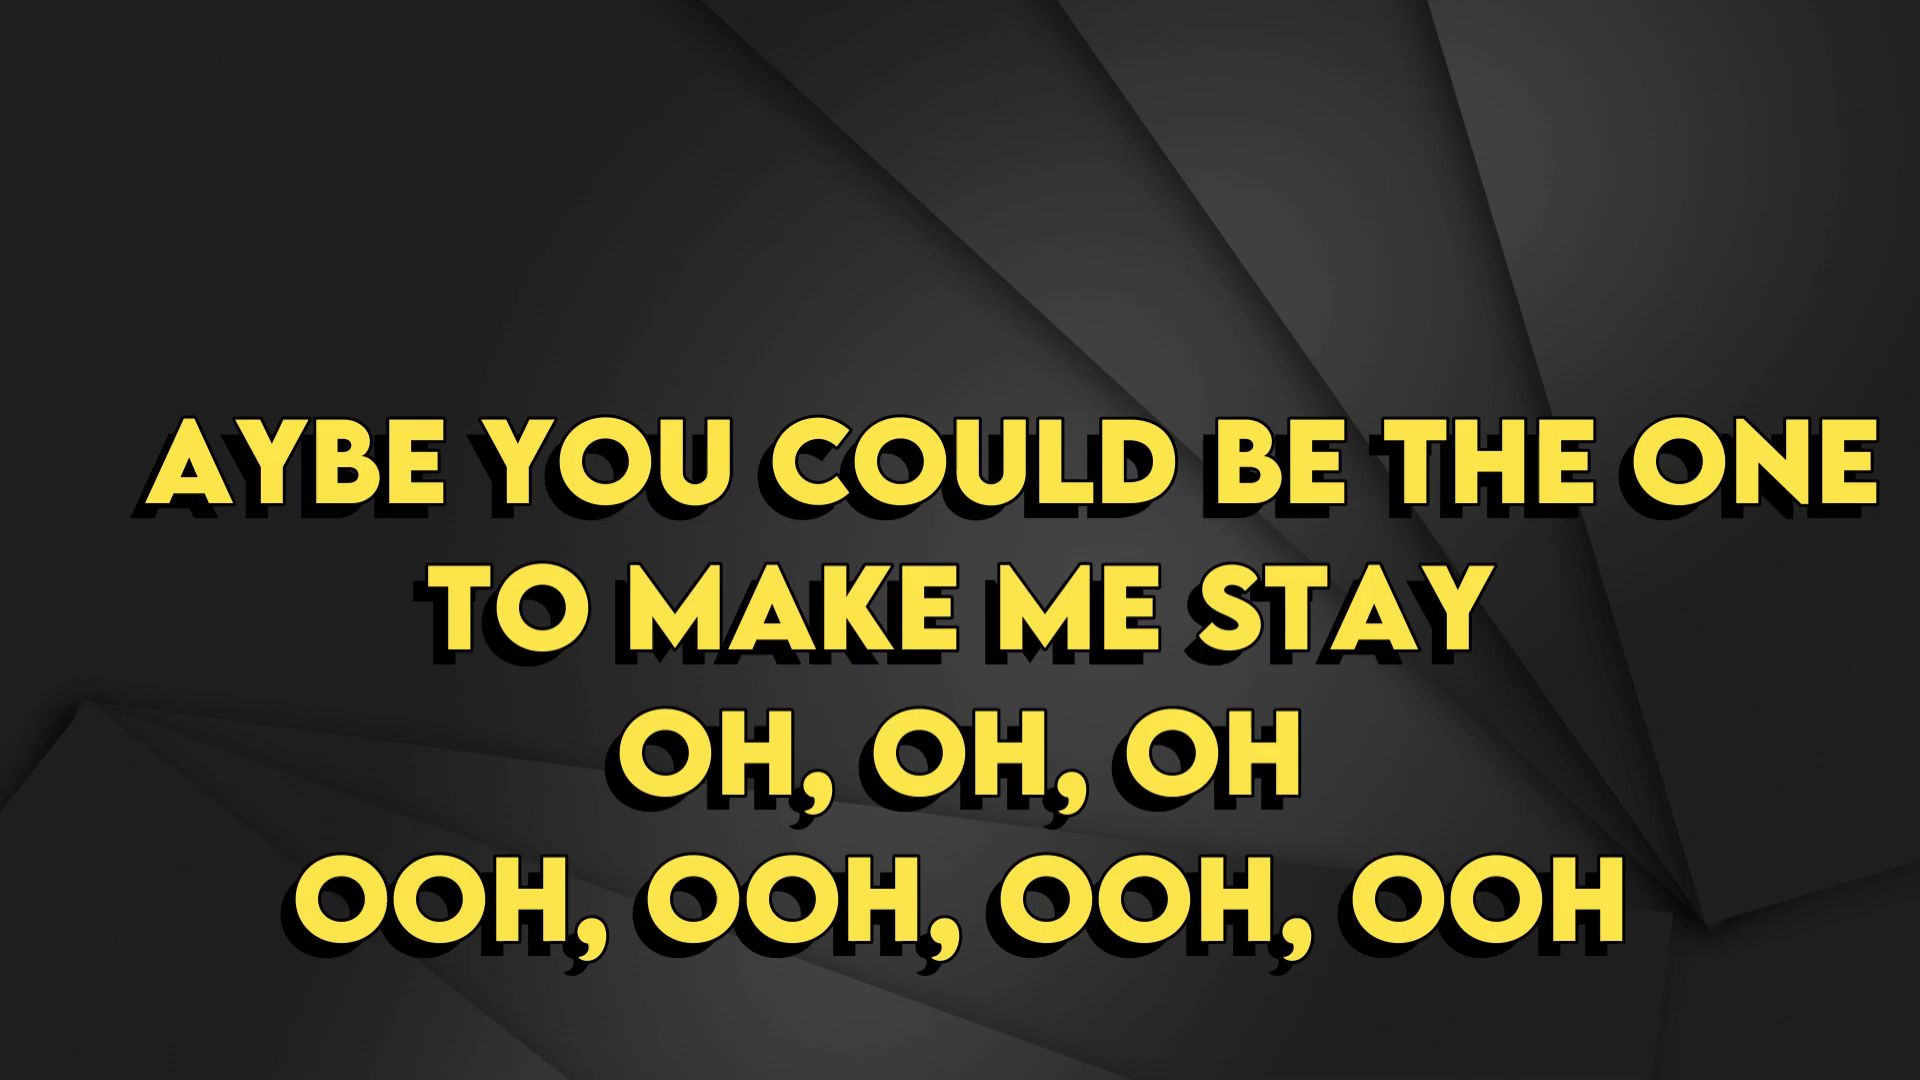 AYBE YOU COULD BE THE ONE
TO MAKE ME STAY
OH, OH, OH
OOH, OOH, OOH, OOH